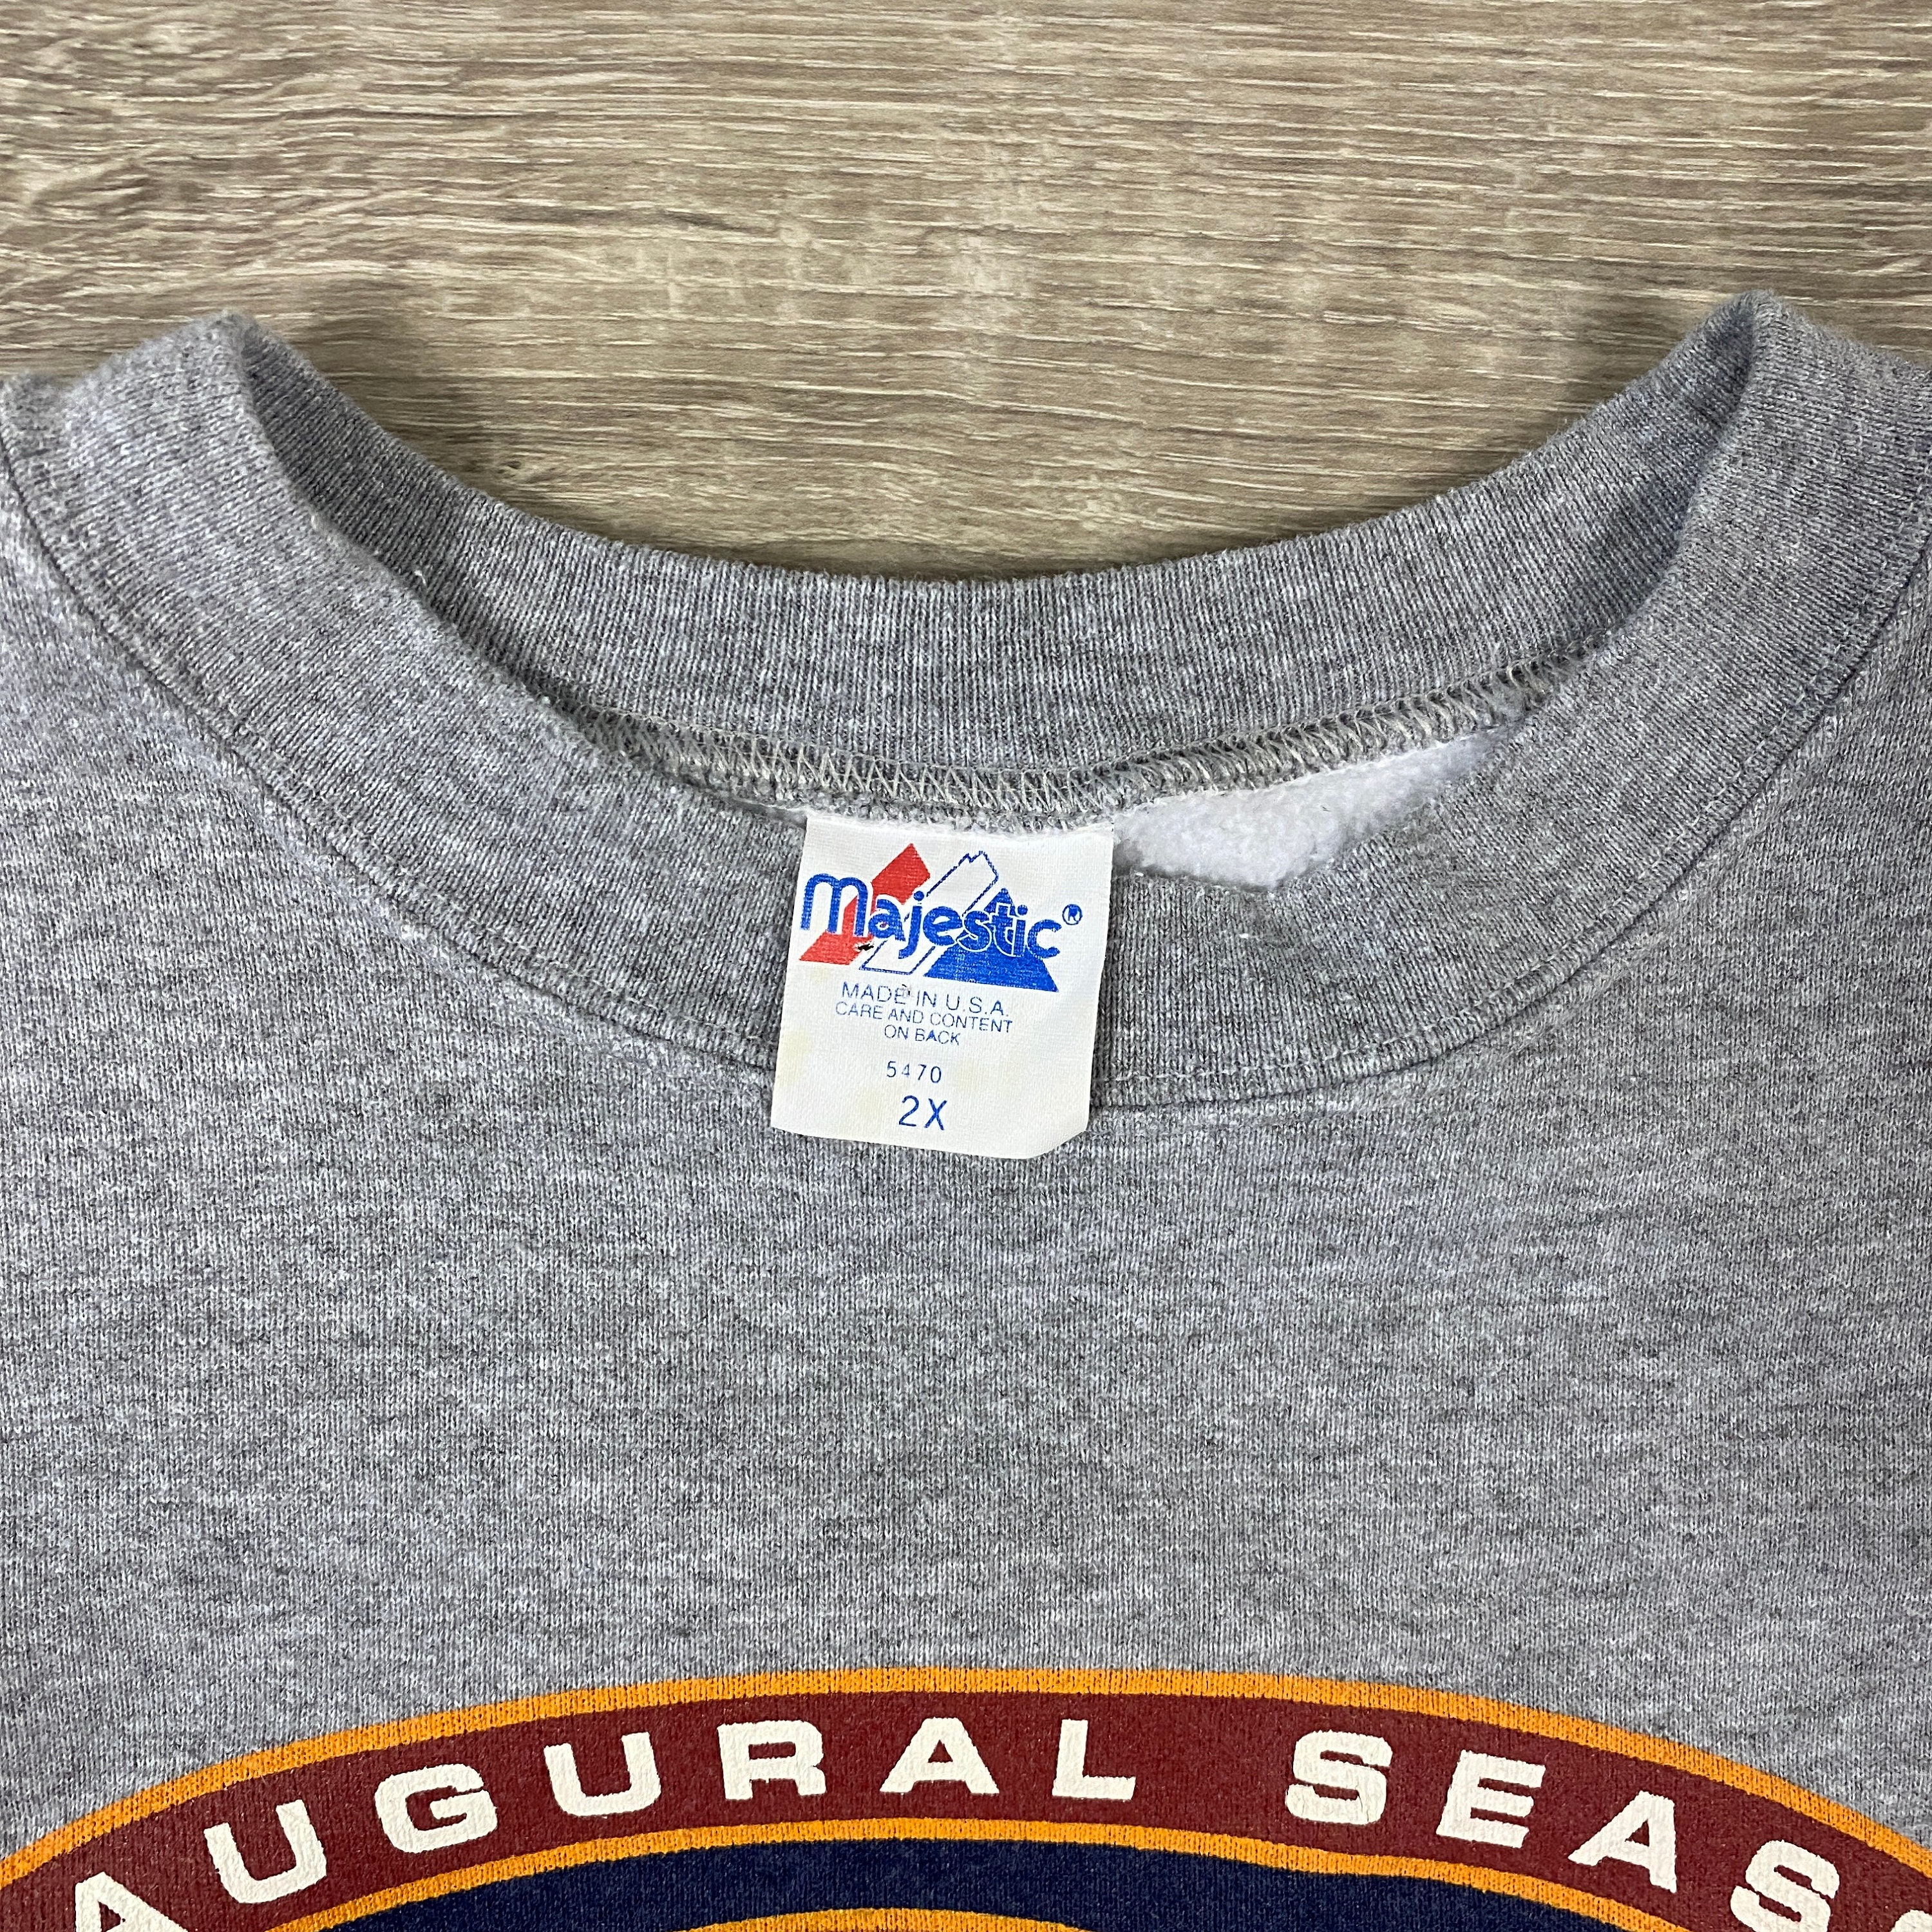 Majestic®
MADE IN U.S.A.
CARE AND CONTENT
ON BACK
5470
2X
AUGURAL SEAS